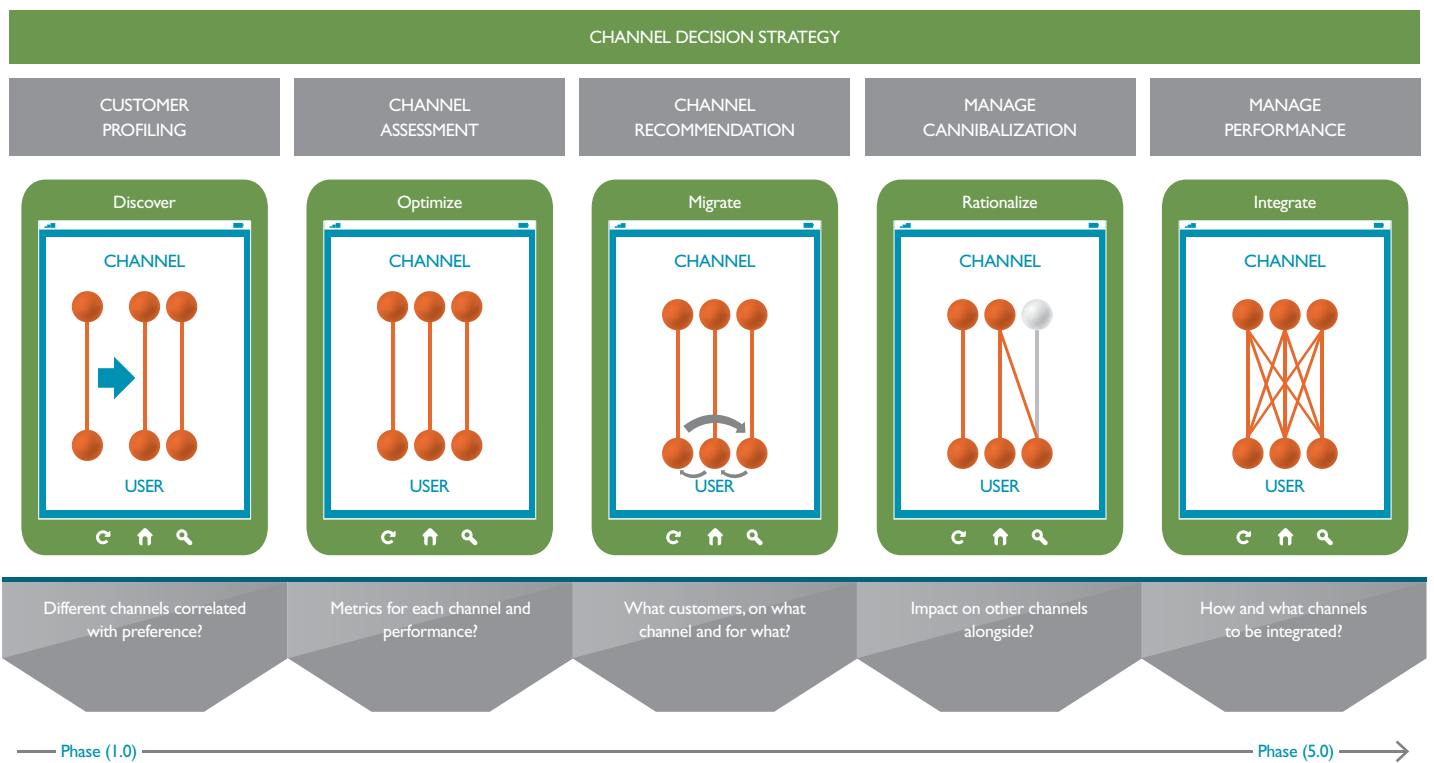 CHANNEL DECISION STRATEGY
CUSTOMER
PROFILING
CHANNEL
ASSESSMENT
CHANNEL
RECOMMENDATION
MANAGE
CANNIBALIZATION
MANAGE
PERFORMANCE
Discover
CHANNEL
USER
Optimize
CHANNEL
USER
Migrate
CHANNEL
USER
Rationalize
CHANNEL
USER
Integrate
CHANNEL
USER
Different channels correlated
with preference?
Metrics for each channel and
performance?
What customers, on what
channel and for what?
Impact on other channels
alongside?
How and what channels
to be integrated?
Phase (1.0)
Phase (5.0)